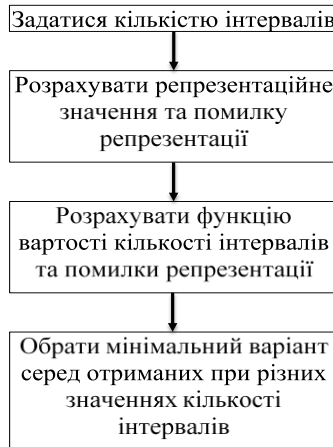 Задатися кількістю інтервалів
Розрахувати репрезентаційне
значення та помилку
репрезентації
Розрахувати функцію
вартості кількості інтервалів
та помилки репрезентації
Обрати мінімальний варіант
серед отриманих при різних
значеннях кількості
інтервалів